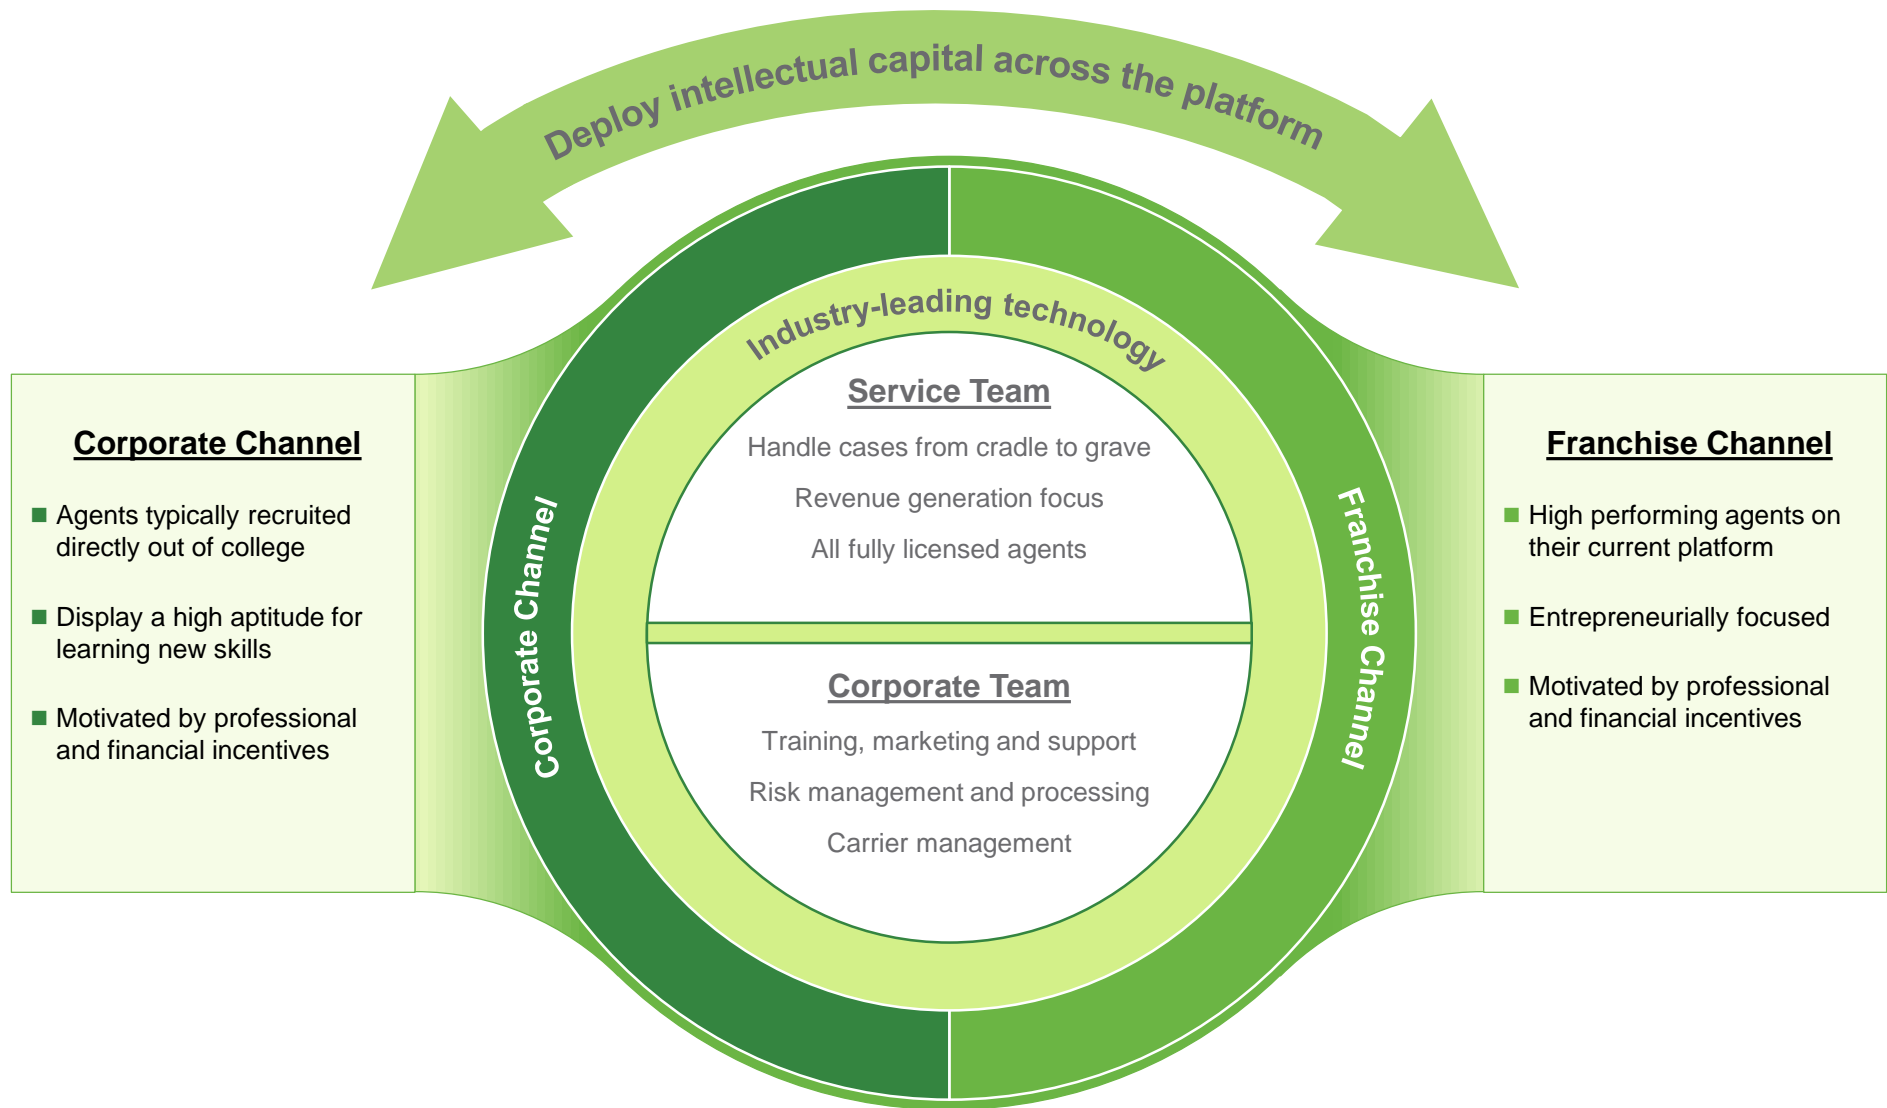 Deploy intellectual capital across the platform
Industry-leading technology
Corporate Channel
Agents typically recruited
directly out of college
Display a high aptitude for
learning new skills
Motivated by professional
and financial incentives
Corporate Channel
Service Team
Handle cases from cradle to grave
Revenue generation focus
All fully licensed agents
Corporate Team
Training, marketing and support
Risk management and processing
Carrier management
Franchise Channel
Franchise Channel
High performing agents on
their current platform
Entrepreneurially focused
Motivated by professional
and financial incentives